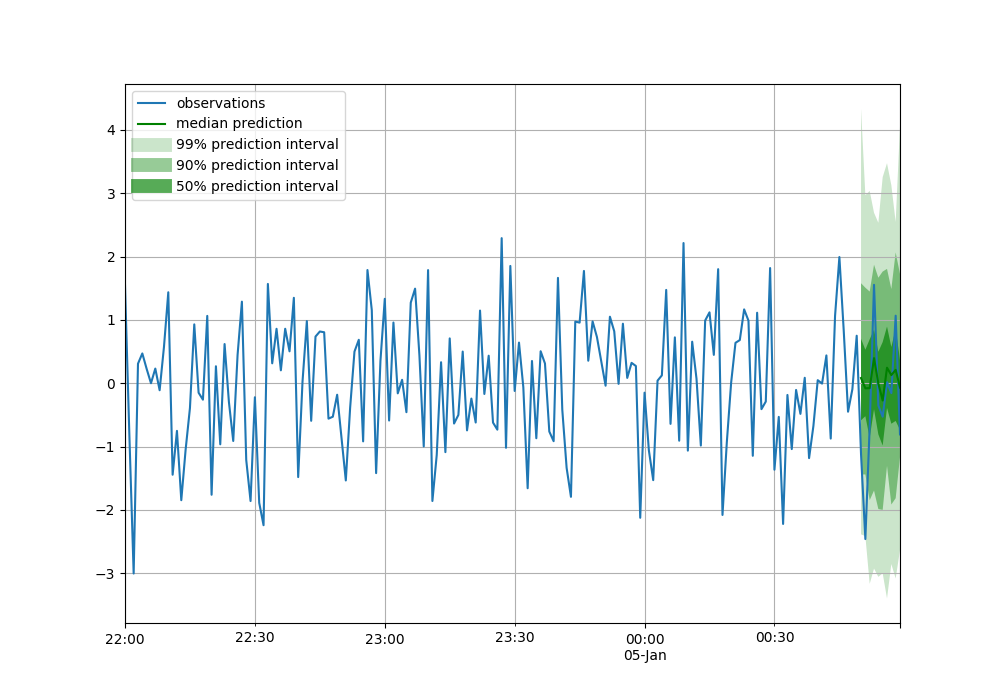 observations
median prediction
99% prediction interval
90% prediction interval
50% prediction interval
4
3
2
1
0
−1
−2
−3
22:00
22:30
23:00
23:30
00:00
05-Jan
00:30